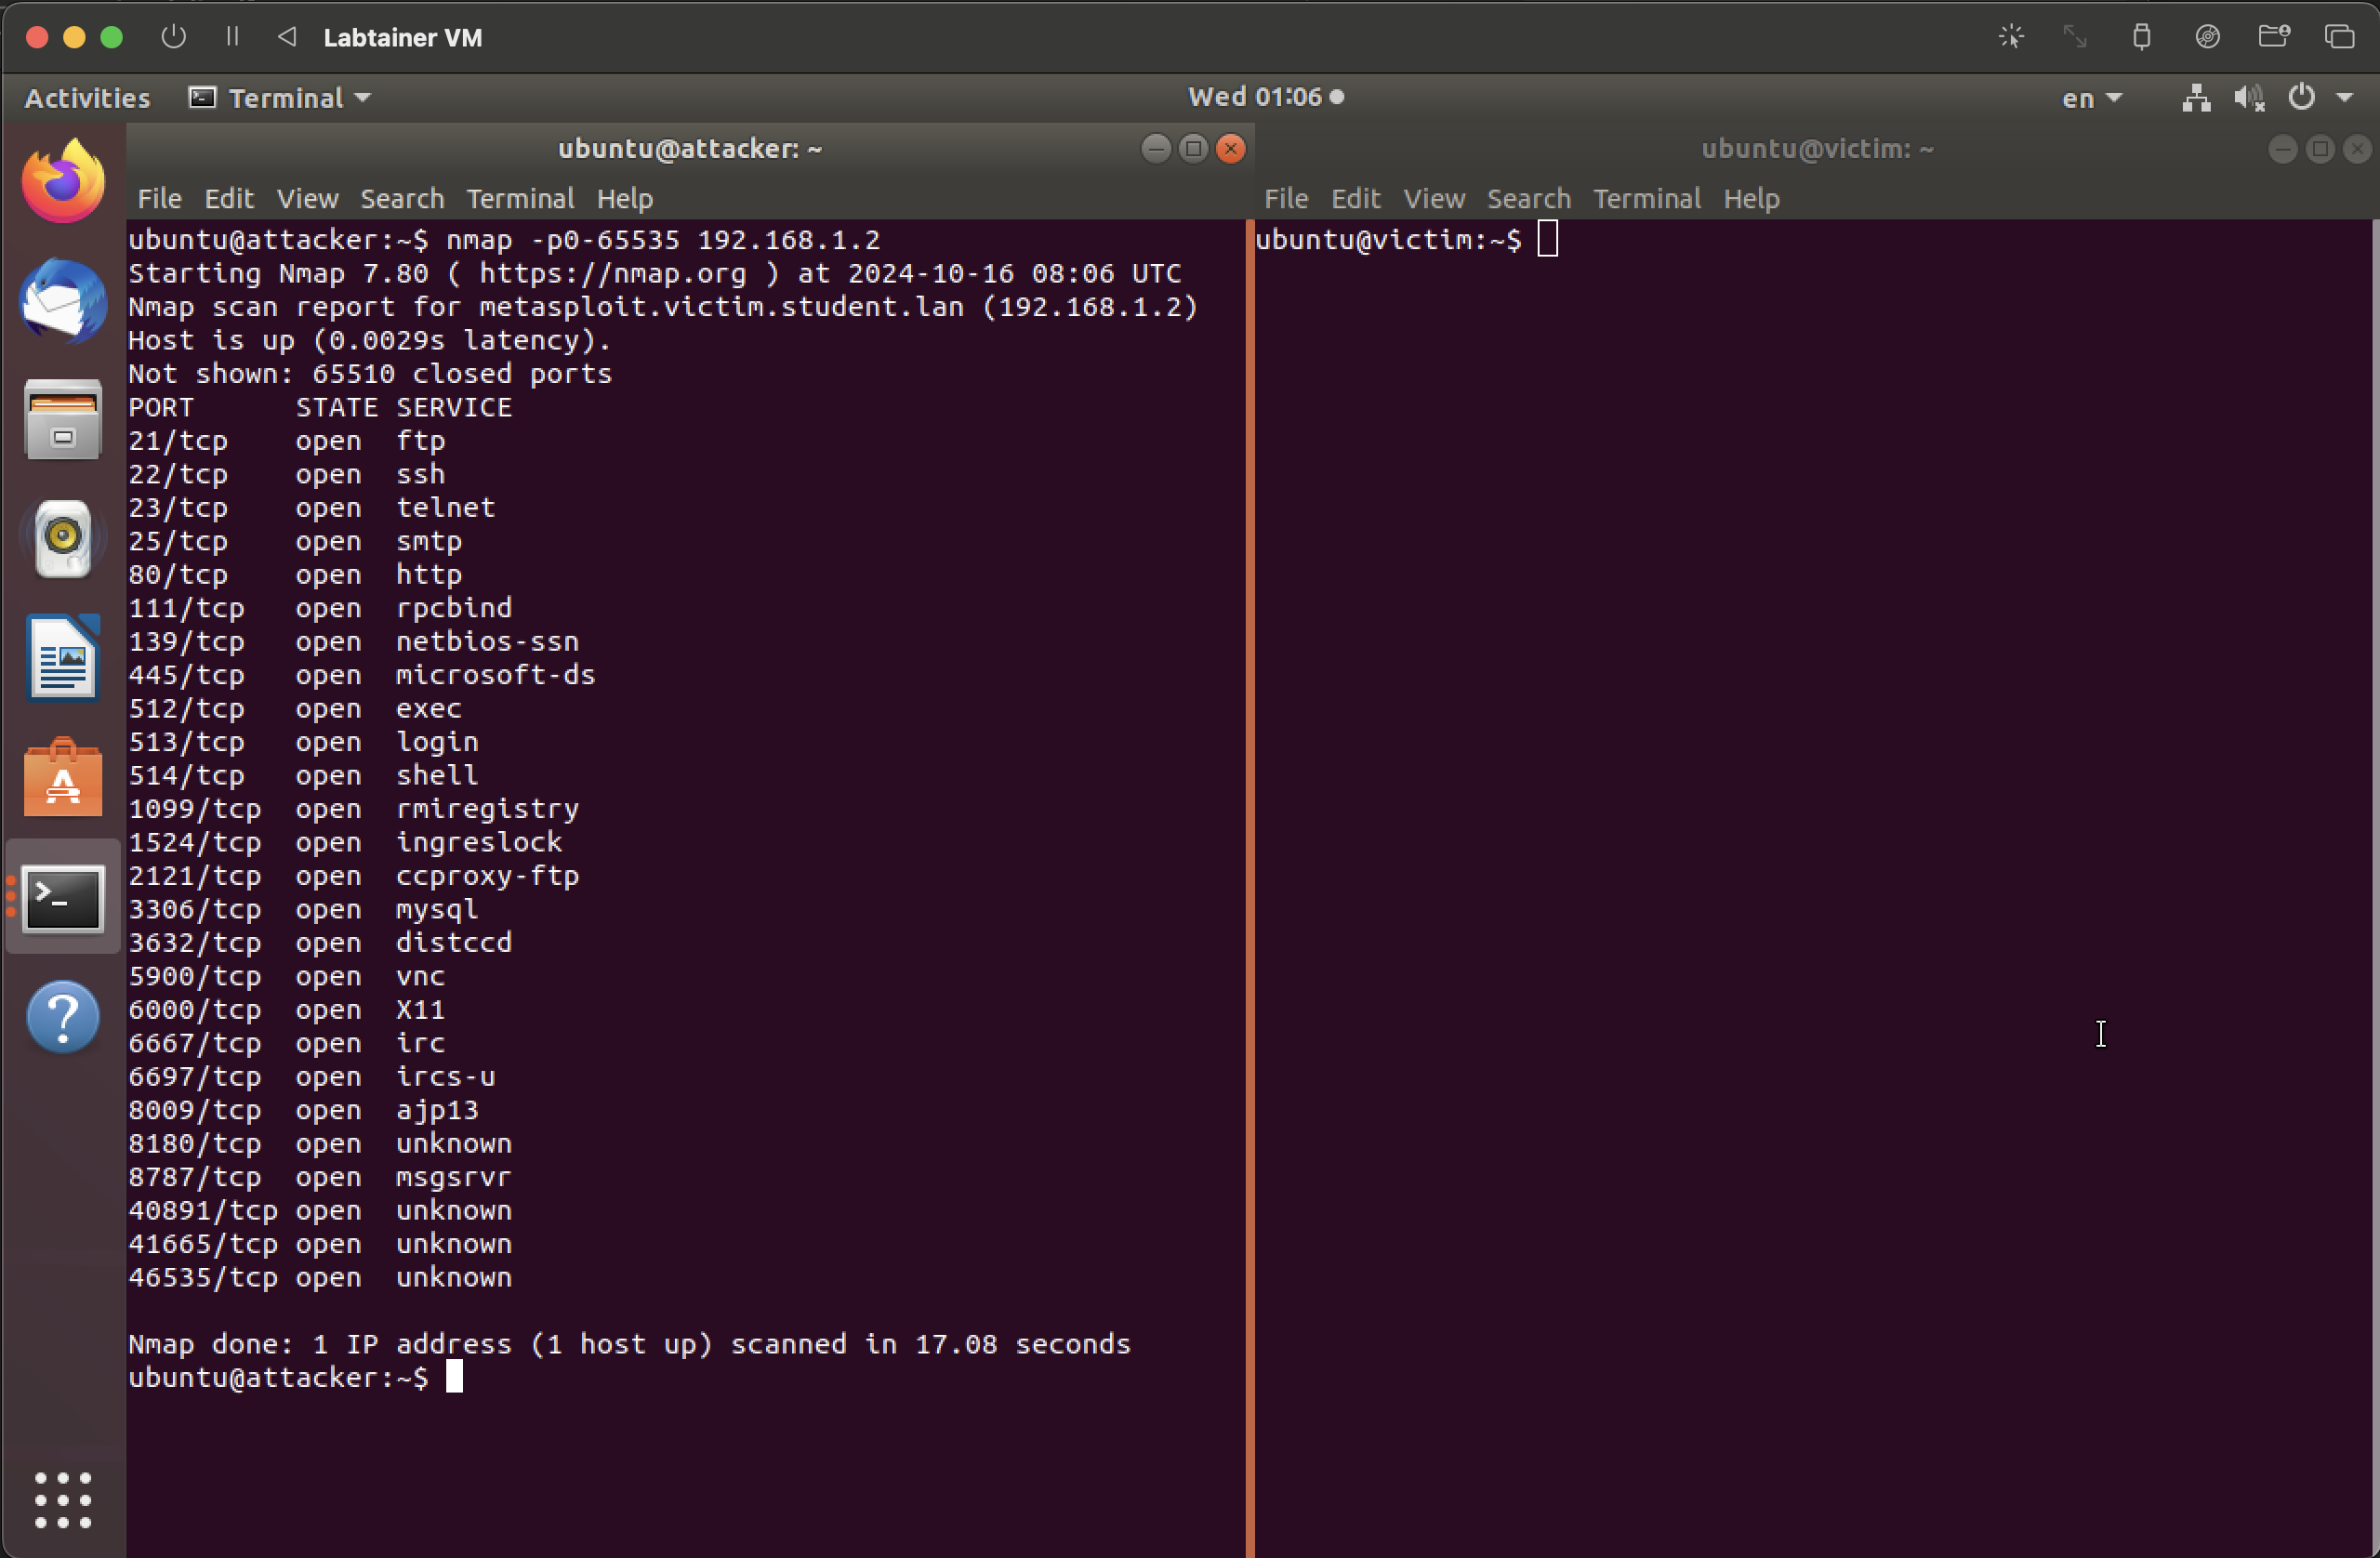 Labtainer VM
Activities Terminal Wed 01:06 en
ubuntu@attacker: ~
File Edit View Search Terminal Help
ubuntu@attacker:~$ nmap -p0-65535 192.168.1.2
Starting Nmap 7.80 ( https://nmap.org ) at 2024-10-16 08:06 UTC
Nmap scan report for metasploit.victim.student.lan (192.168.1.2)
Host is up (0.0029s latency).
Not shown: 65510 closed ports
PORT      STATE SERVICE
21/tcp    open  ftp
22/tcp    open  ssh
23/tcp    open  telnet
25/tcp    open  smtp
80/tcp    open  http
111/tcp   open  rpcbind
139/tcp   open  netbios-ssn
445/tcp   open  microsoft-ds
512/tcp   open  exec
513/tcp   open  login
514/tcp   open  shell
1099/tcp  open  rmiregistry
1524/tcp  open  ingreslock
2121/tcp  open  ccproxy-ftp
3306/tcp  open  mysql
3632/tcp  open  distccd
5900/tcp  open  vnc
6000/tcp  open  X11
6667/tcp  open  irc
6697/tcp  open  ircs-u
8009/tcp  open  ajp13
8180/tcp  open  unknown
8787/tcp  open  msgsrvr
40891/tcp open  unknown
41665/tcp open  unknown
46535/tcp open  unknown
Nmap done: 1 IP address (1 host up) scanned in 17.08 seconds
ubuntu@attacker:~$
ubuntu@victim: ~
File Edit View Search Terminal Help
ubuntu@victim:~$